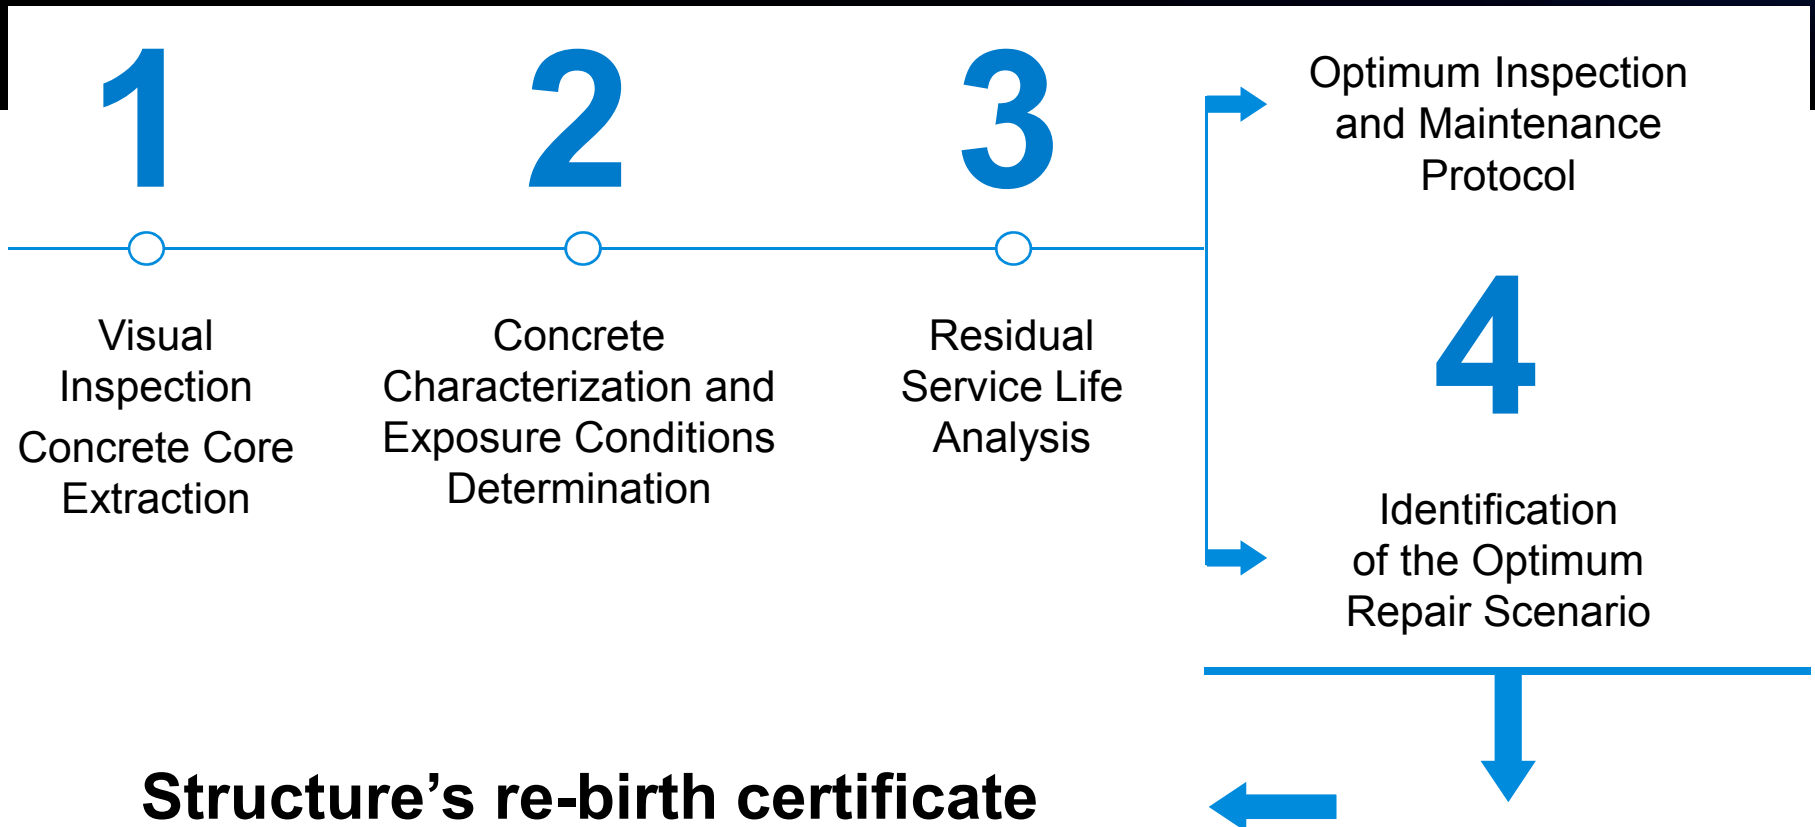 1
Visual
Inspection
Concrete Core
Extraction
2
Concrete
Characterization and
Exposure Conditions
Determination
3
Residual
Service Life
Analysis
Optimum Inspection
and Maintenance
Protocol
4
Identification
of the Optimum
Repair Scenario
Structure’s re-birth certificate